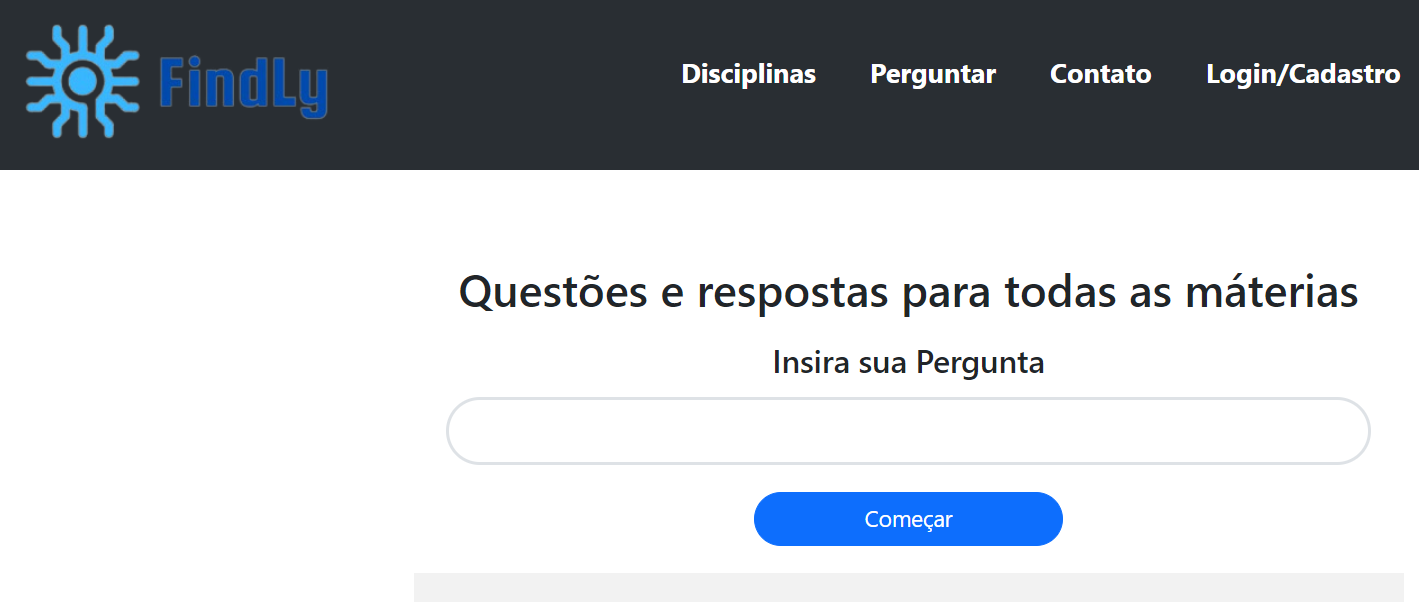 FindLy
Disciplinas Perguntar Contato Login/Cadastro
Questões e respostas para todas as máterias
Insira sua Pergunta
Começar